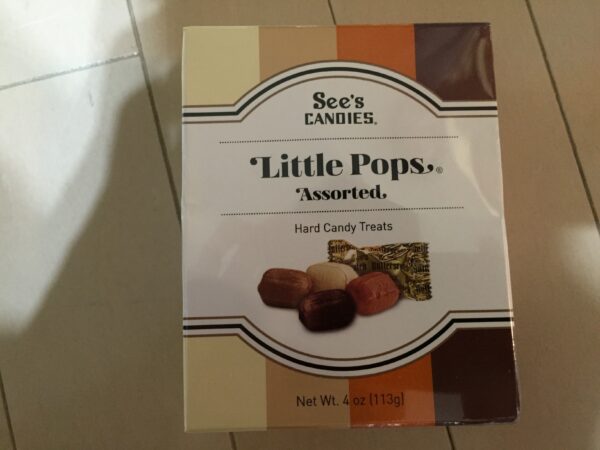 See's
CANDIES®
Little Pops®
Assorted
Hard Candy Treats
Net Wt. 4 oz (113g)